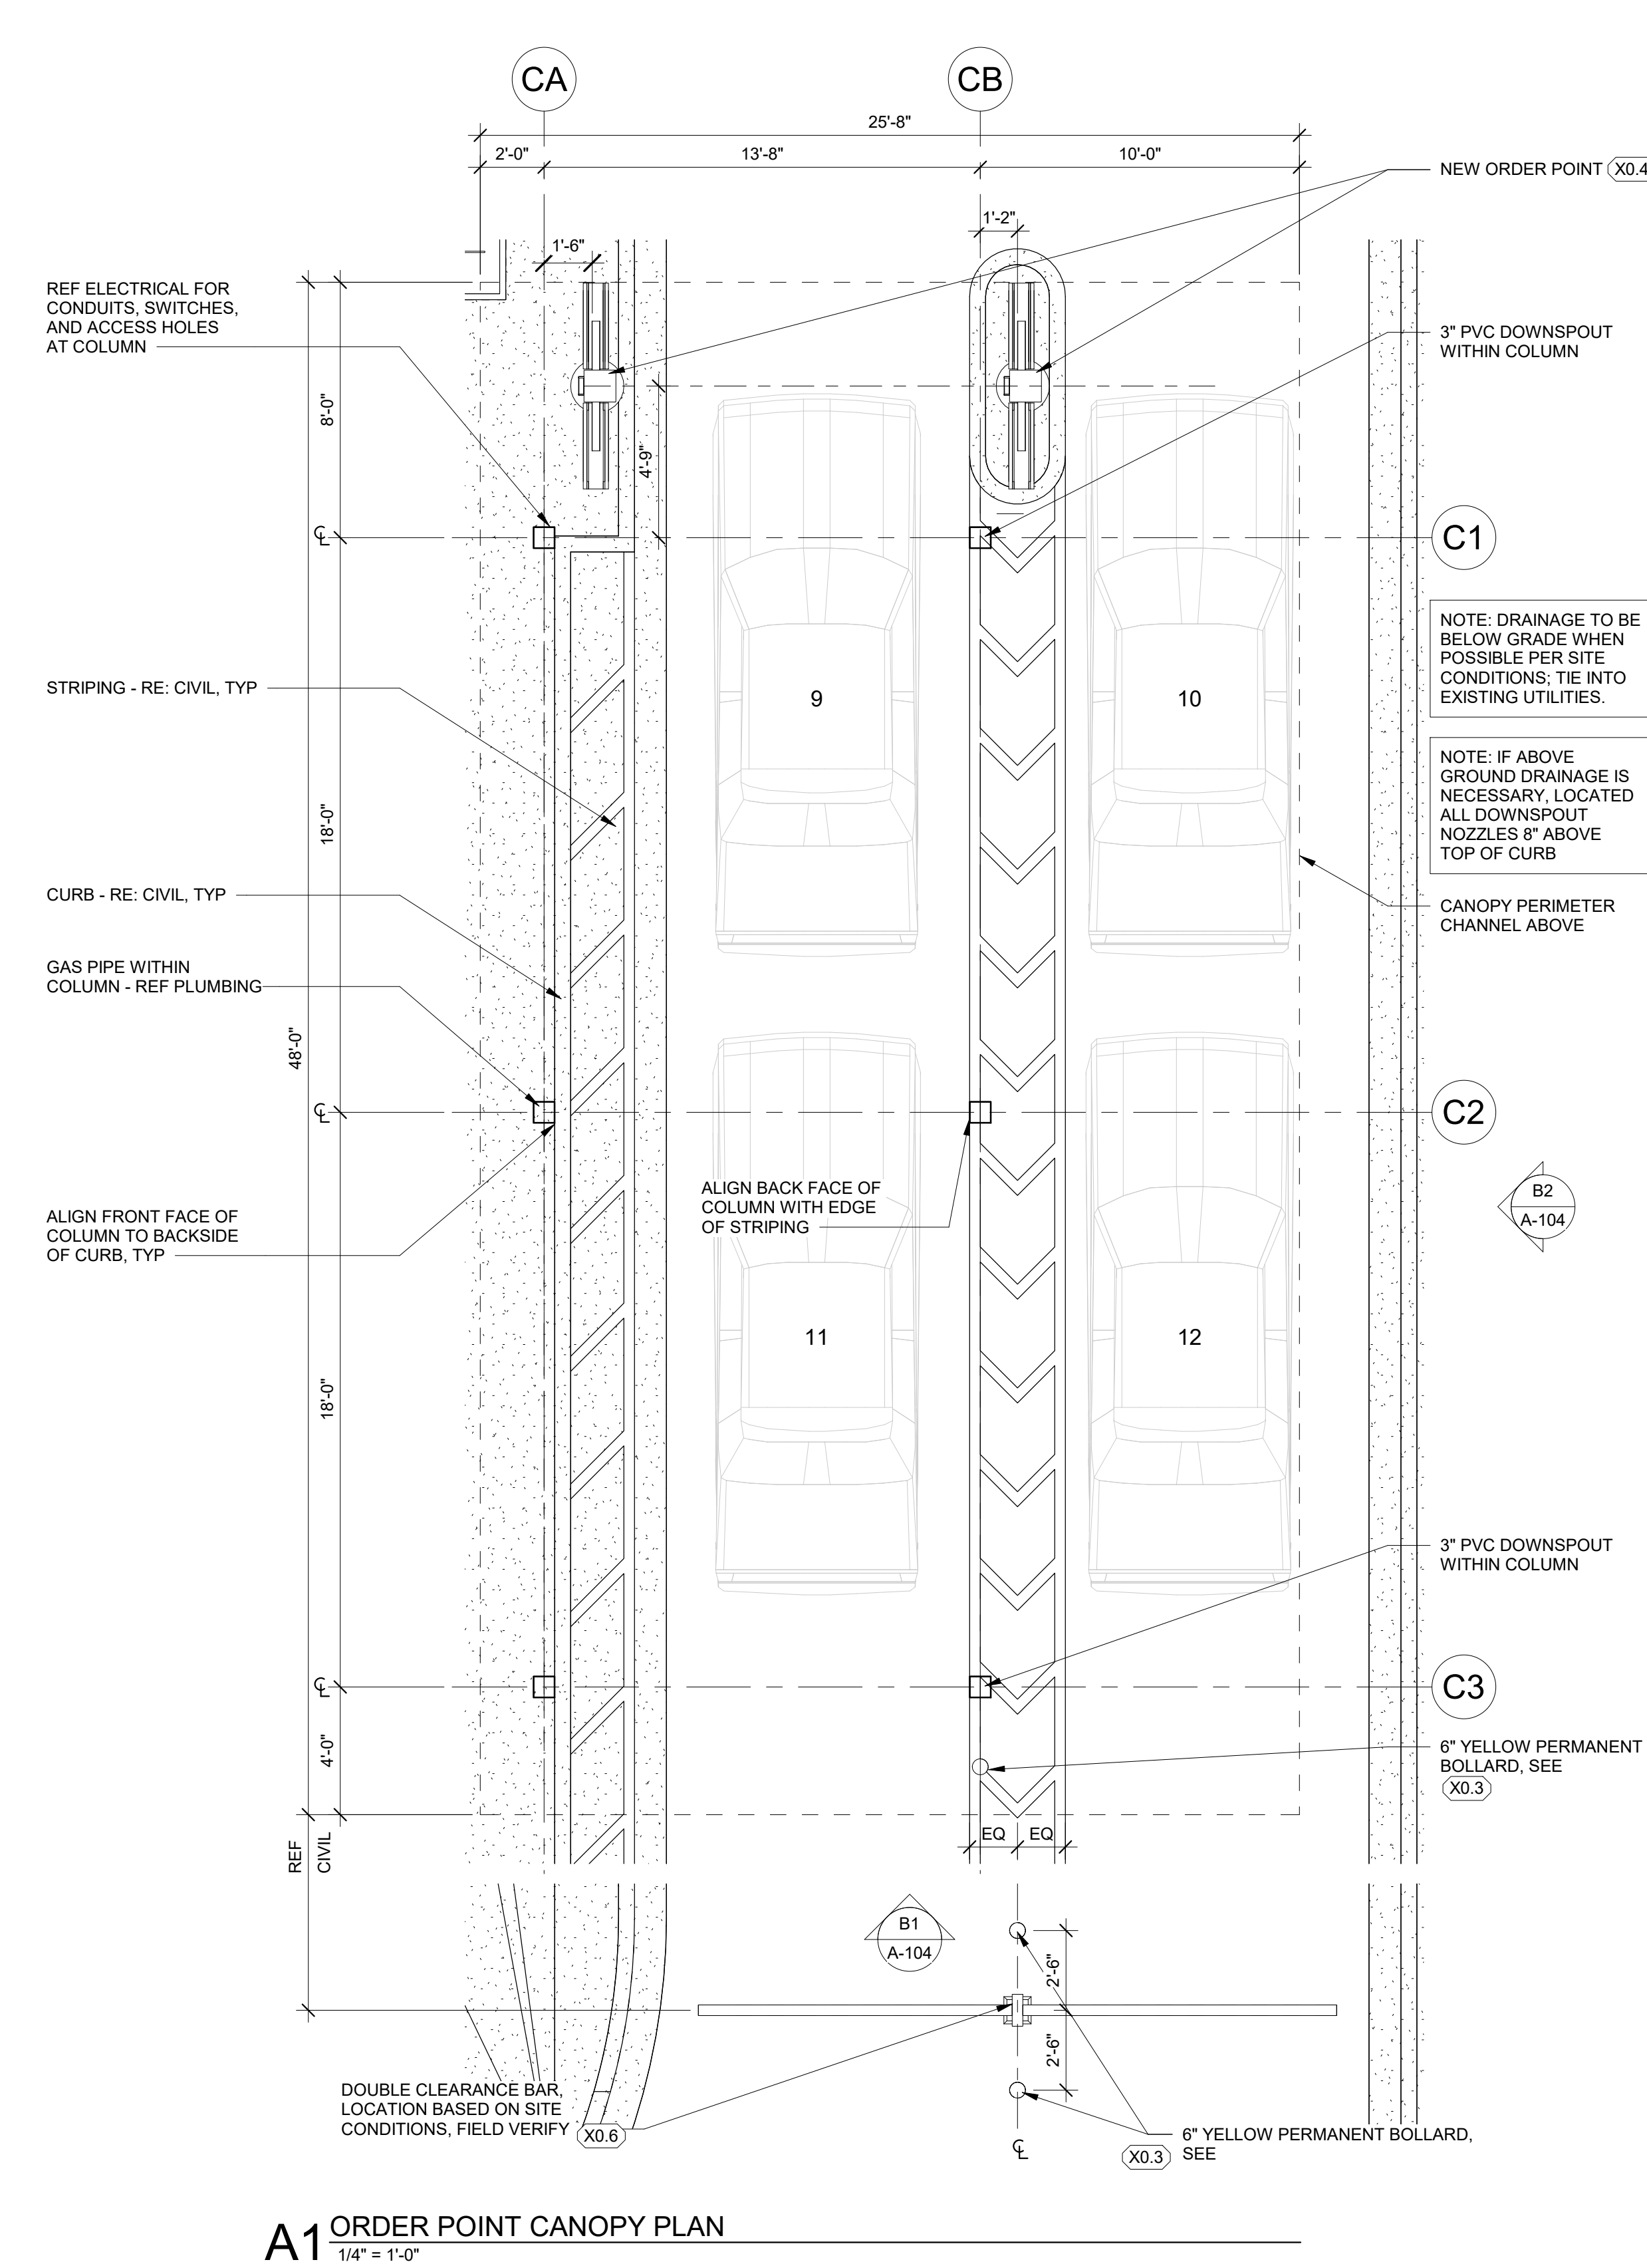 CA
CB
25'-8"
2'-0"
13'-8"
10'-0"
NEW ORDER POINT X0.4
1'-2"
1'-6"
REF ELECTRICAL FOR
CONDUITS, SWITCHES,
AND ACCESS HOLES
AT COLUMN
3" PVC DOWNSPOUT
WITHIN COLUMN
8'-0"
4'-9"
C1
NOTE: DRAINAGE TO BE
BELOW GRADE WHEN
POSSIBLE PER SITE
CONDITIONS; TIE INTO
EXISTING UTILITIES.
STRIPING - RE: CIVIL, TYP
9
10
NOTE: IF ABOVE
GROUND DRAINAGE IS
NECESSARY, LOCATED
ALL DOWNSPOUT
NOZZLES 8" ABOVE
TOP OF CURB
18'-0"
CURB - RE: CIVIL, TYP
CANOPY PERIMETER
CHANNEL ABOVE
GAS PIPE WITHIN
COLUMN - REF PLUMBING
48'-0"
C2
ALIGN BACK FACE OF
COLUMN WITH EDGE
OF STRIPING
B2
A-104
ALIGN FRONT FACE OF
COLUMN TO BACKSIDE
OF CURB, TYP
11
12
18'-0"
3" PVC DOWNSPOUT
WITHIN COLUMN
C3
4'-0"
6" YELLOW PERMANENT
BOLLARD, SEE
X0.3
REF
CIVIL
EQ
EQ
B1
A-104
2'-6"
2'-6"
DOUBLE CLEARANCE BAR,
LOCATION BASED ON SITE
CONDITIONS, FIELD VERIFY X0.6
6" YELLOW PERMANENT BOLLARD,
X0.3 SEE
A1 ORDER POINT CANOPY PLAN
1/4" = 1'-0"